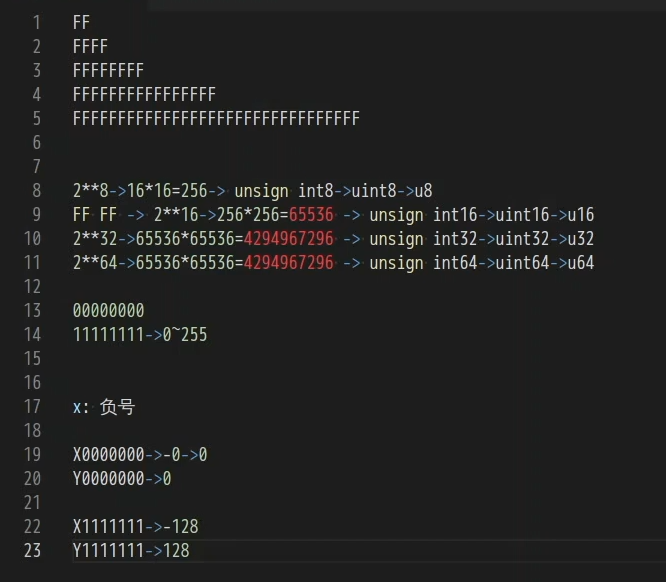 1 FF
2 FFFF
3 FFFFFFFF
4 FFFFFFFFFFFFFFFF
5 FFFFFFFFFFFFFFFFFFFFFFFFFFFFFFFF
6
7
8 2**8->16*16=256-> unsign int8->uint8->u8
9 FF FF -> 2**16->256*256=65536 -> unsign int16->uint16->u16
10 2**32->65536*65536=4294967296 -> unsign int32->uint32->u32
11 2**64->65536*65536=4294967296 -> unsign int64->uint64->u64
12
13 00000000
14 11111111->0~255
15
16
17 x: 负号
18
19 X0000000->-0->0
20 Y0000000->0
21
22 X1111111->-128
23 Y1111111->128